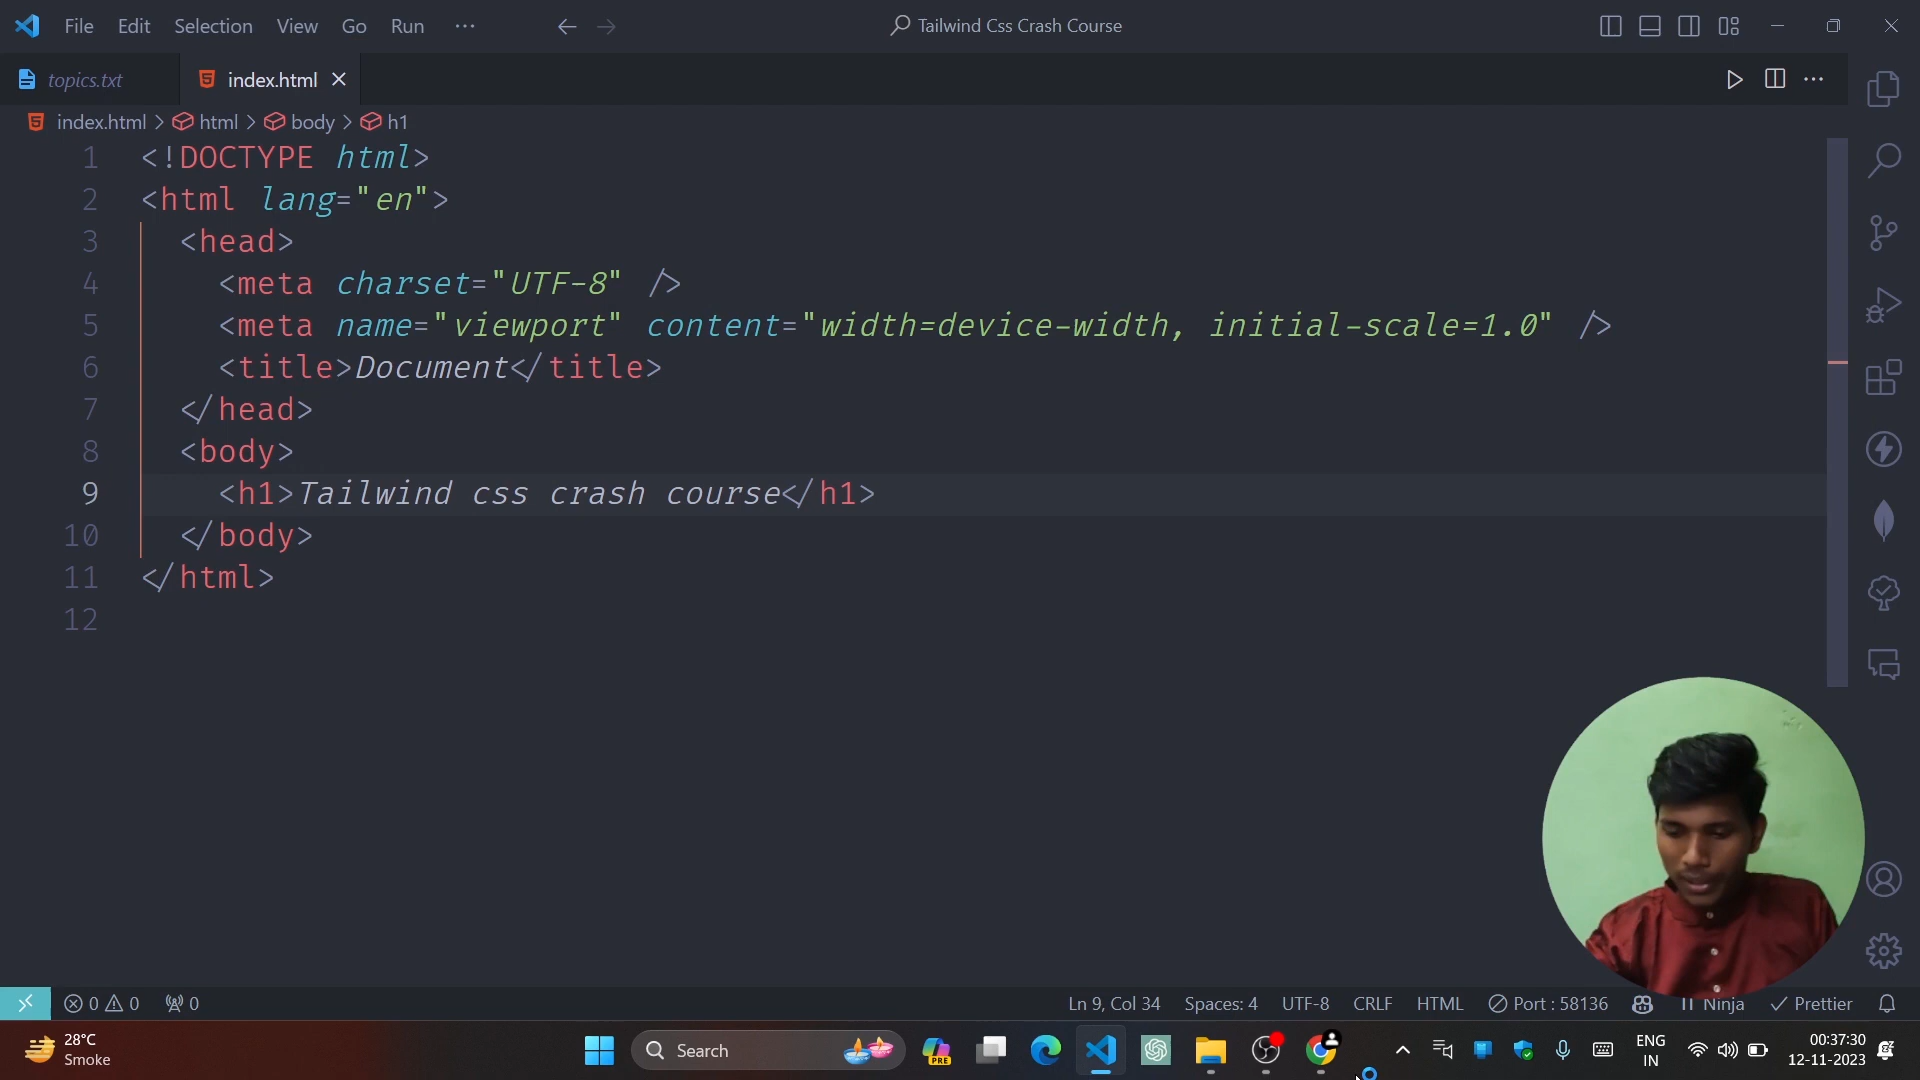 File Edit Selection View Go Run ··· Tailwind Css Crash Course
topics.txt index.html
index.html > html > body > h1
1 <!DOCTYPE html>
2 <html lang="en">
3 <head>
4 <meta charset="UTF-8" />
5 <meta name="viewport" content="width=device-width, initial-scale=1.0" />
6 <title>Document</title>
7 </head>
8 <body>
9 <h1>Tailwind css crash course</h1>
10 </body>
11 </html>
12
0 0 0 Ln 9, Col 34 Spaces: 4 UTF-8 CRLF HTML Port : 58136 Ninja Prettier
28°C
Smoke
Search
PRE
ENG
IN
00:37:30
12-11-2023